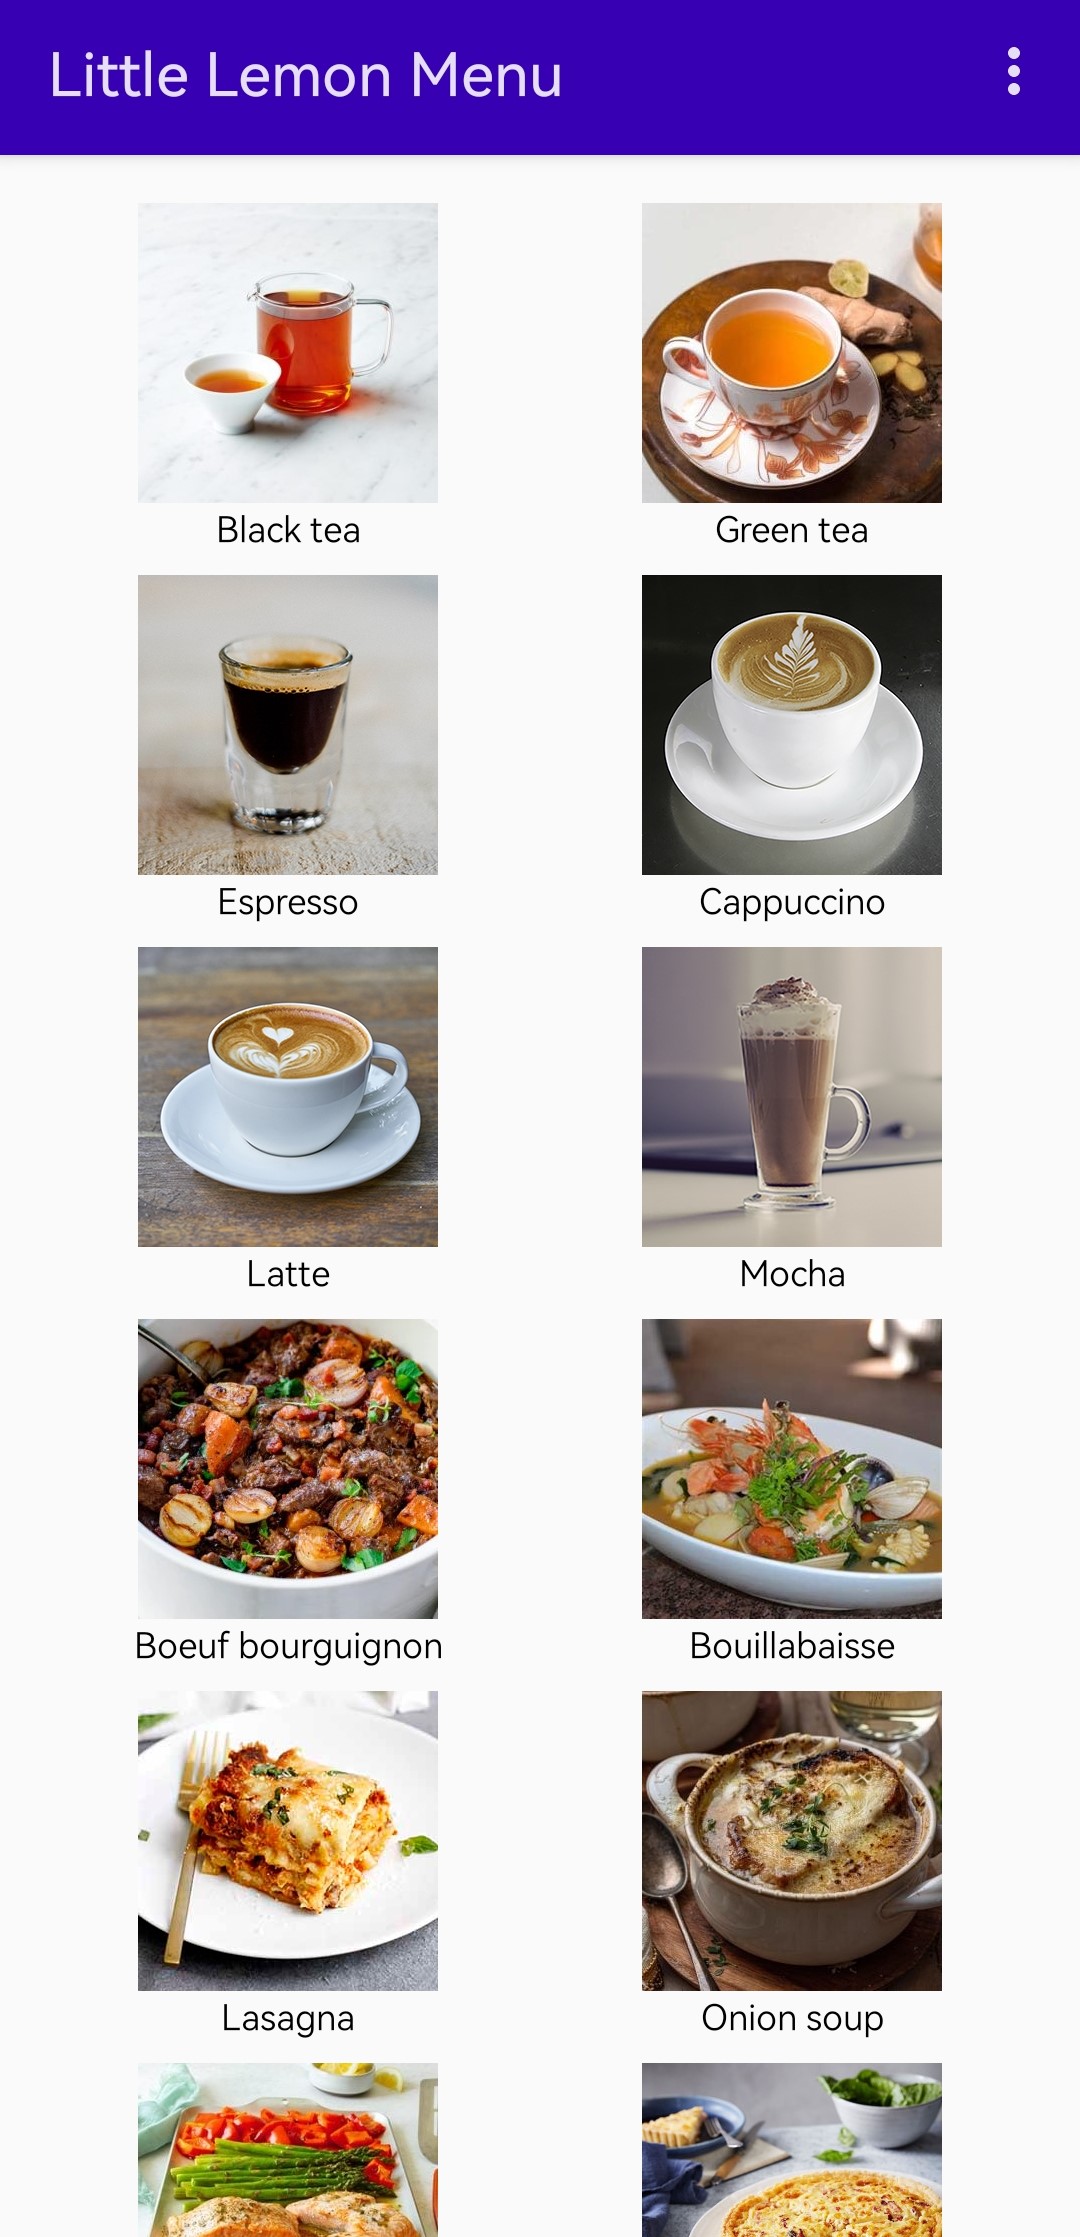 Little Lemon Menu
Black tea
Green tea
Espresso
Cappuccino
Latte
Mocha
Boeuf bourguignon
Bouillabaisse
Lasagna
Onion soup